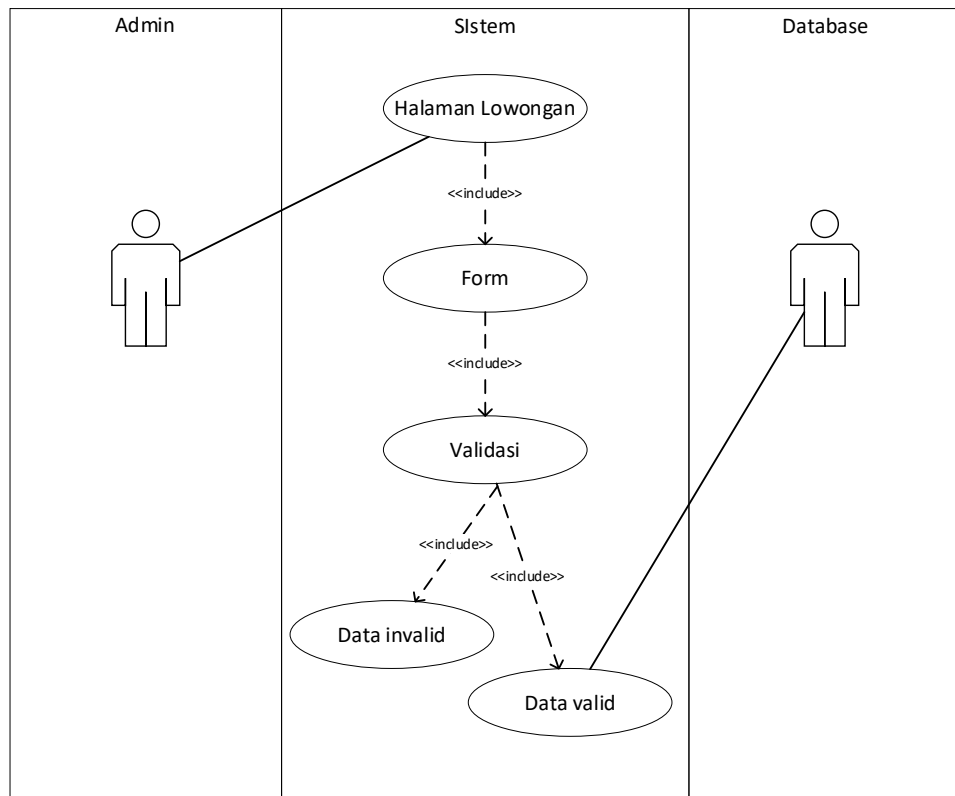 Admin
SIstem
Database
Halaman Lowongan
<<include>>
Form
<<include>>
Validasi
<<include>>
<<include>>
Data invalid
Data valid